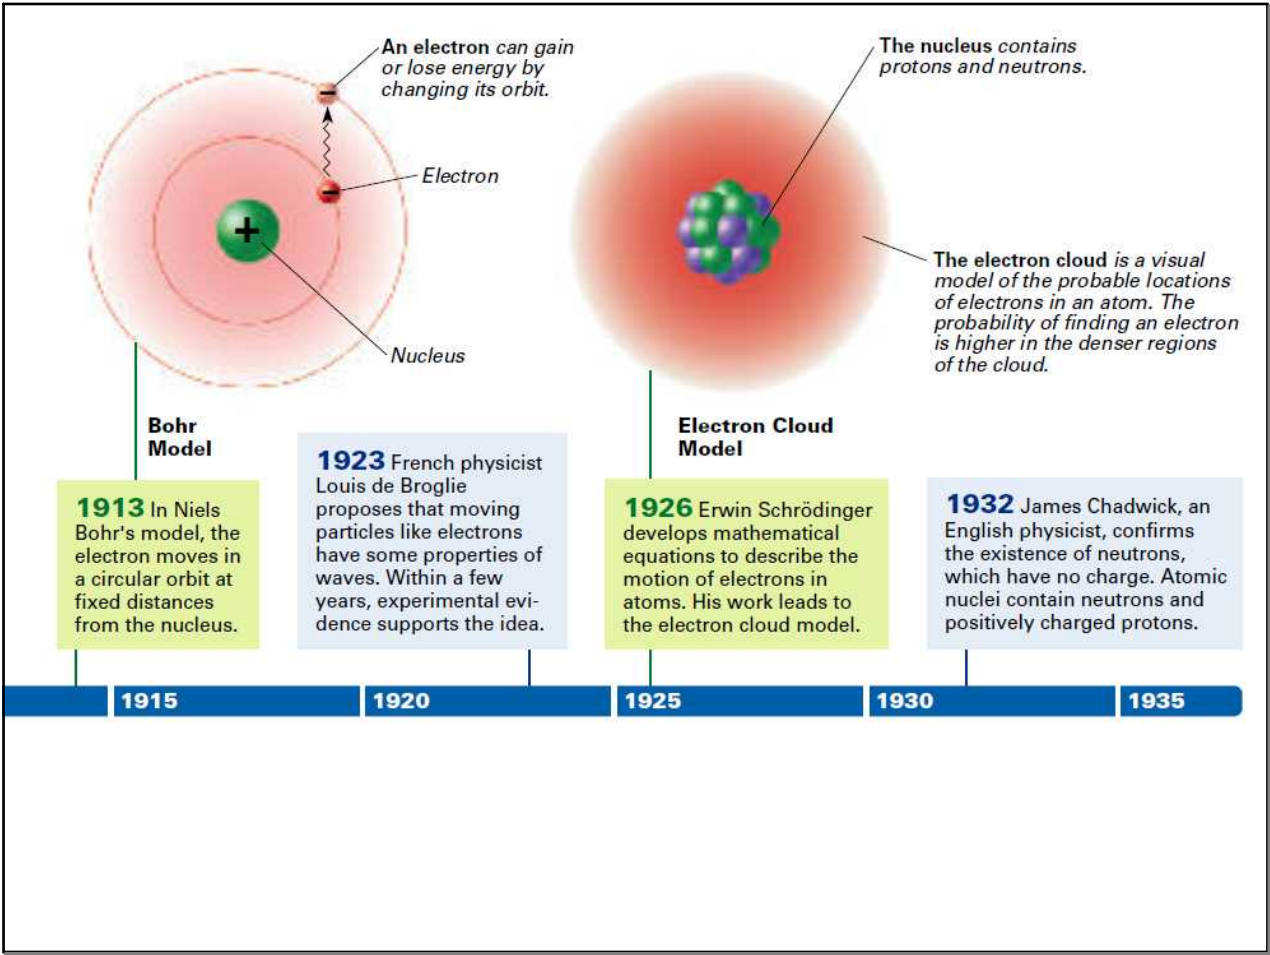 An electron can gain
or lose energy by
changing its orbit.
Electron
+
Nucleus
The nucleus contains
protons and neutrons.
The electron cloud is a visual
model of the probable locations
of electrons in an atom. The
probability of finding an electron
is higher in the denser regions
of the cloud.
Bohr
Model
1913 In Niels
Bohr's model, the
electron moves in
a circular orbit at
fixed distances
from the nucleus.
1923 French physicist
Louis de Broglie
proposes that moving
particles like electrons
have some properties of
waves. Within a few
years, experimental evi-
dence supports the idea.
Electron Cloud
Model
1926 Erwin Schrödinger
develops mathematical
equations to describe the
motion of electrons in
atoms. His work leads to
the electron cloud model.
1932 James Chadwick, an
English physicist, confirms
the existence of neutrons,
which have no charge. Atomic
nuclei contain neutrons and
positively charged protons.
1915
1920
1925
1930
1935